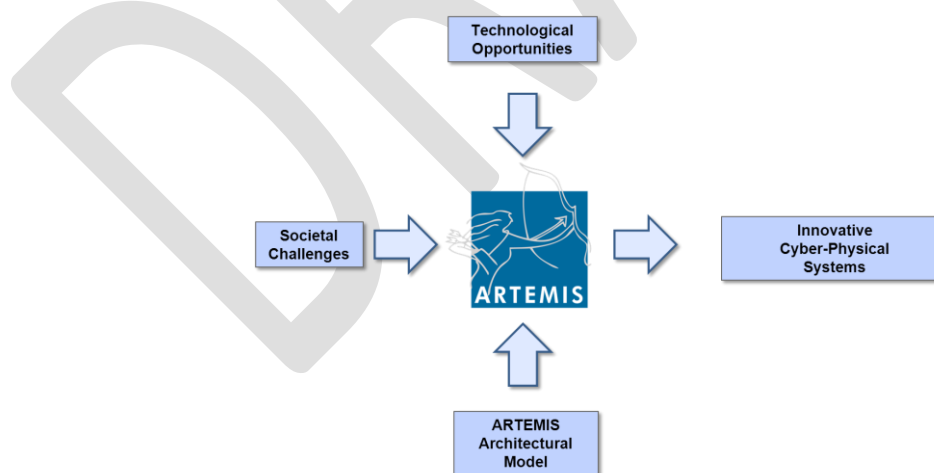 Technological
Opportunities
Societal
Challenges
ARTEMIS
Innovative
Cyber-Physical
Systems
ARTEMIS
Architectural
Model